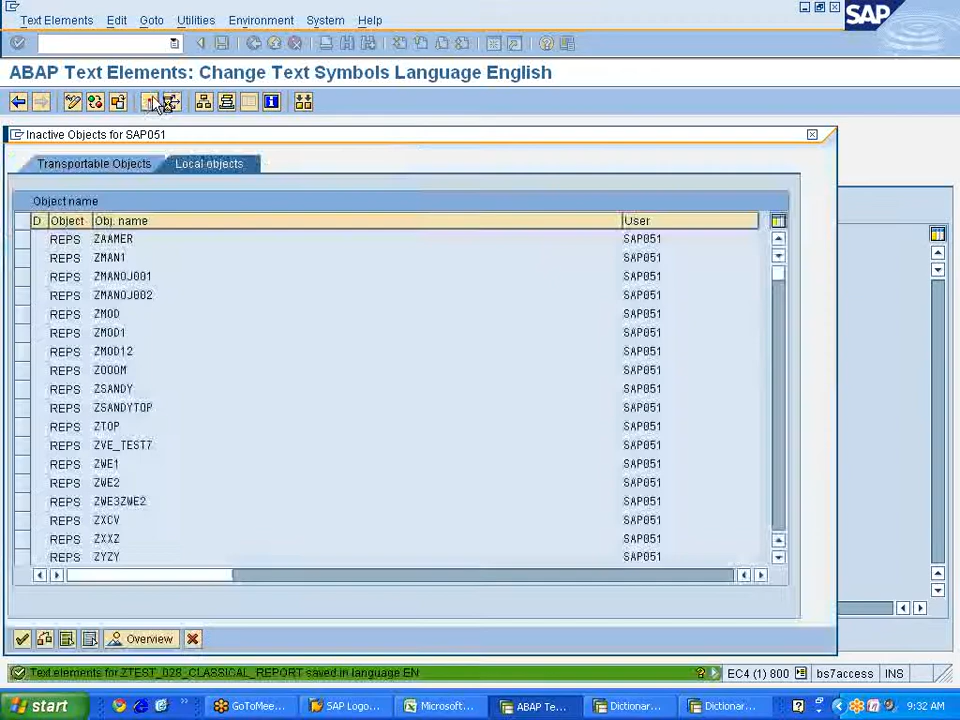 Text Elements Edit Goto Utilities Environment System Help
SAP
ABAP Text Elements: Change Text Symbols Language English
Inactive Objects for SAP051
Transportable Objects Local objects
Object name
D Object Obj. name User
REPS ZAAMER SAP051
REPS ZMAN1 SAP051
REPS ZMANOJ001 SAP051
REPS ZMANOJ002 SAP051
REPS ZMOD SAP051
REPS ZMOD1 SAP051
REPS ZMOD12 SAP051
REPS ZOOOM SAP051
REPS ZSANDY SAP051
REPS ZSANDYTOP SAP051
REPS ZTOP SAP051
REPS ZVE_TEST7 SAP051
REPS ZWE1 SAP051
REPS ZWE2 SAP051
REPS ZWE3ZWE2 SAP051
REPS ZXCV SAP051
REPS ZXXZ SAP051
REPS ZYZY SAP051
Overview
Text elements for ZTEST_028_CLASSICAL_REPORT saved in language EN
EC4 (1) 800 bs7access INS
start GoToMee... SAP Logo... Microsoft... ABAP Te... Dictionar... Dictionar... 9:32 AM